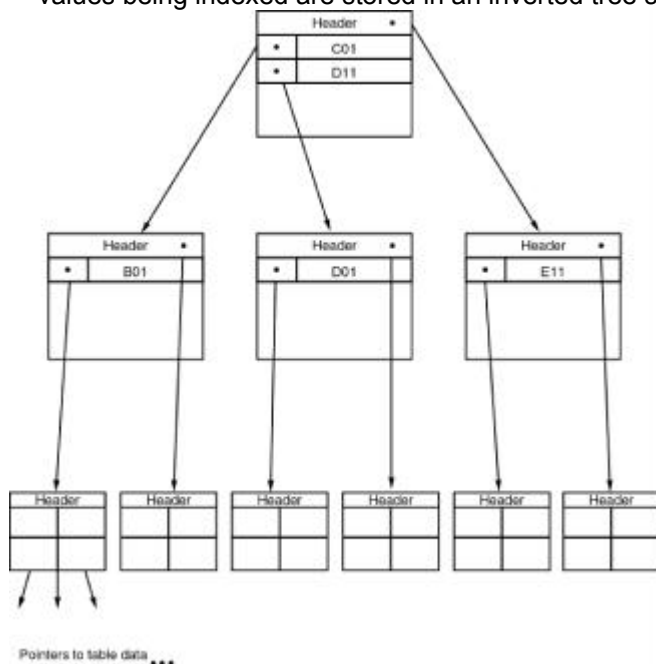 values being indexed are stored in an inverted tree s
Header
C01
D11
Header Header Header
B01 D01 E11
Header Header Header Header Header Header
Pointers to table data •••